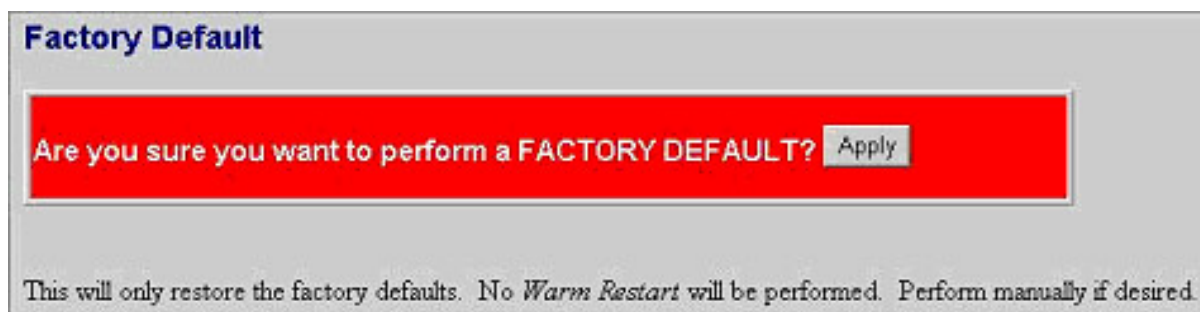 Factory Default
Are you sure you want to perform a FACTORY DEFAULT? Apply
This will only restore the factory defaults. No Warm Restart will be performed. Perform manually if desired.